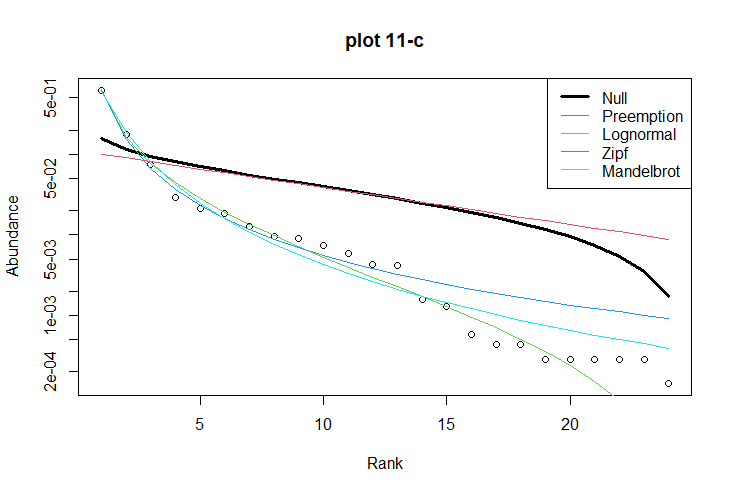 plot 11-c
Abundance
5e-01
5e-02
5e-03
1e-03
2e-04
Null
Preemption
Lognormal
Zipf
Mandelbrot
5
10
15
20
Rank